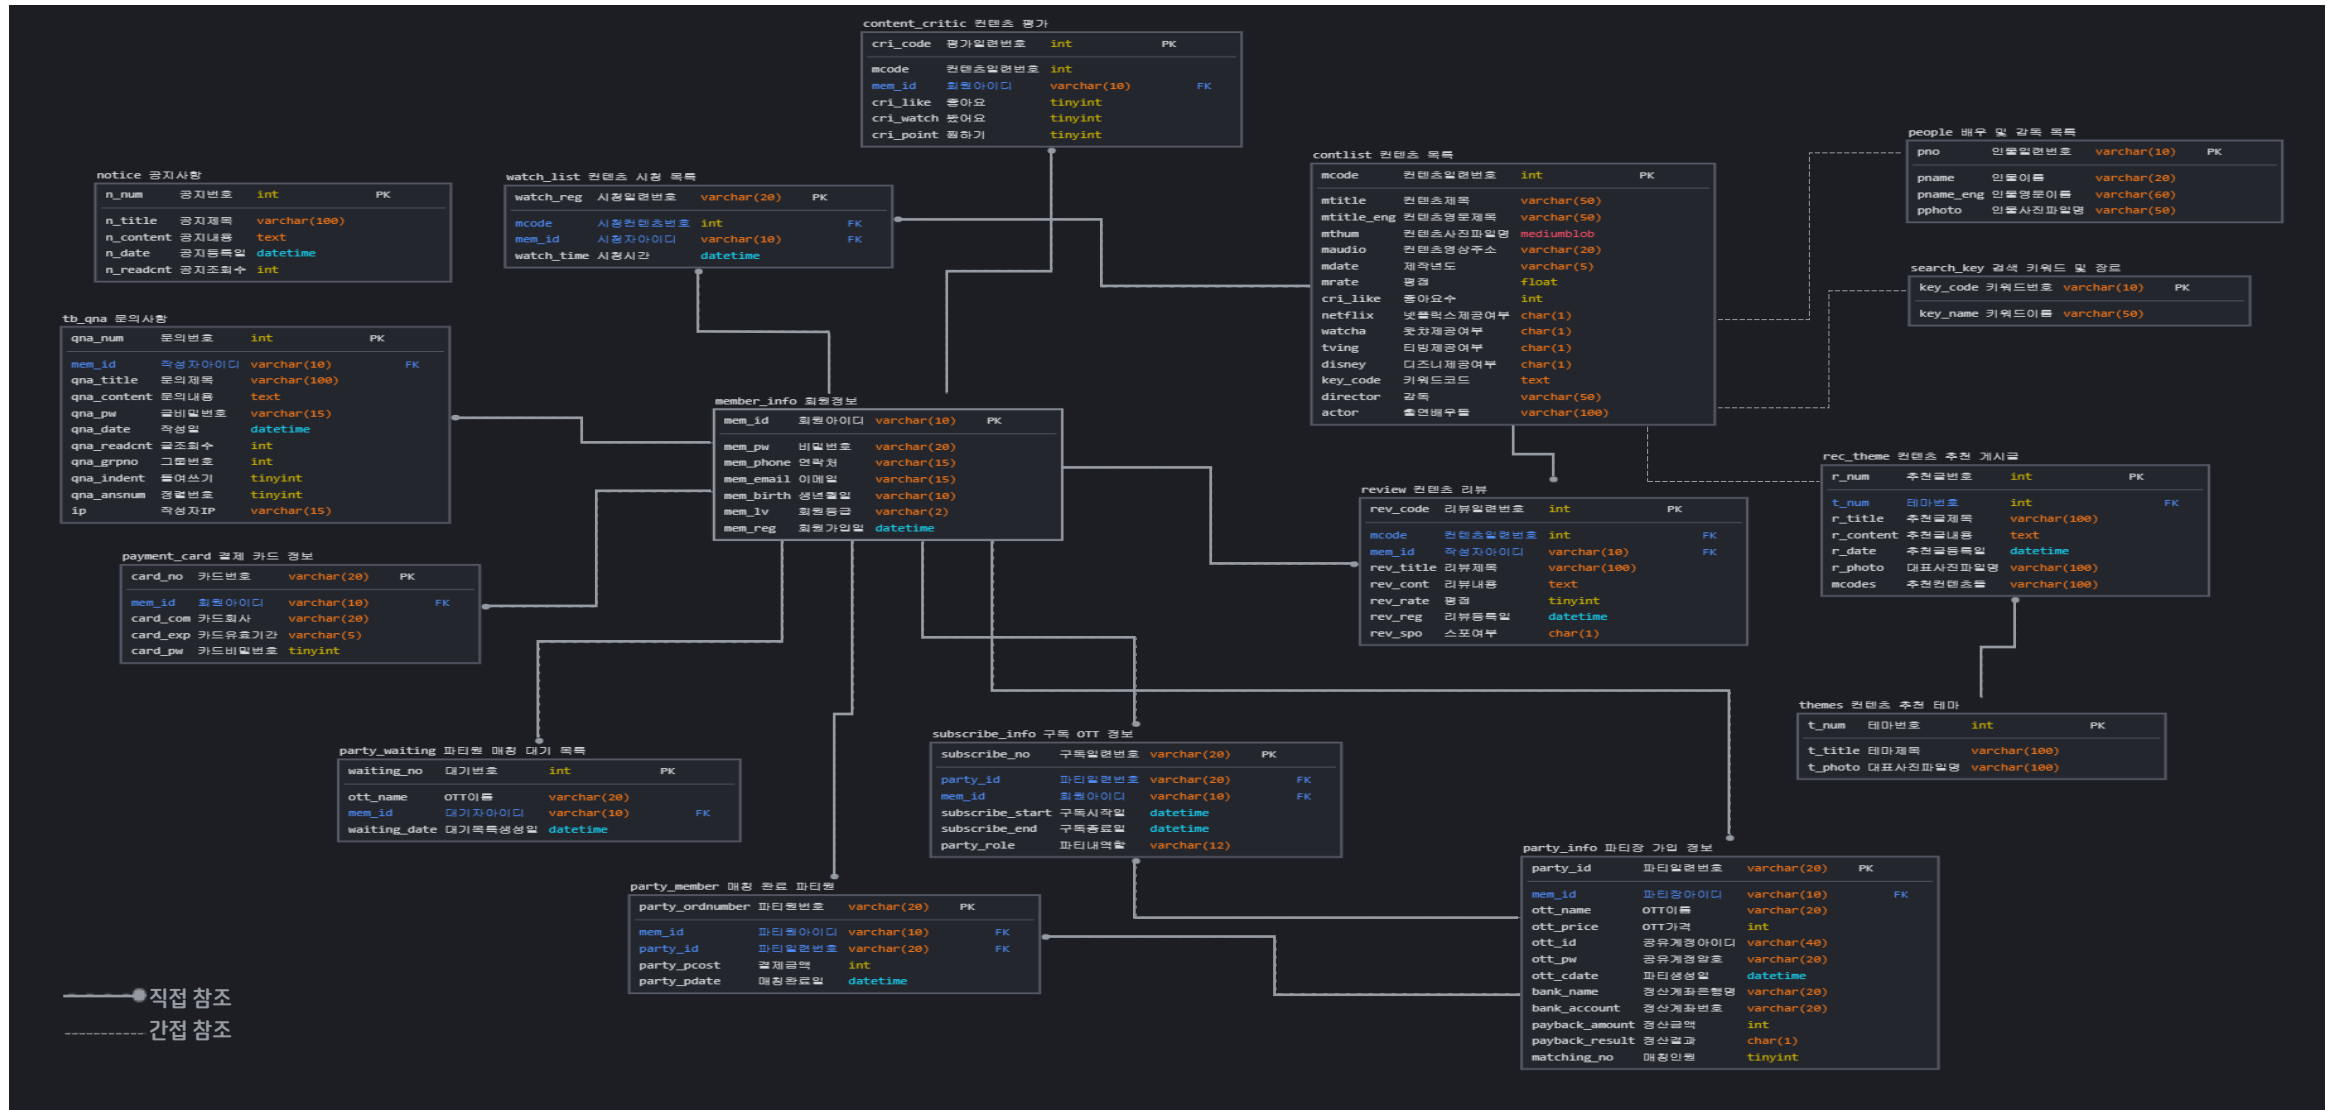 content_critic 컨텐츠 평가
cri_code 평가일련번호 int PK
mcode 컨텐츠일련번호 int
mem_id 회원아이디 varchar(10) FK
cri_like 좋아요 tinyint
cri_watch 봤어요 tinyint
cri_point 찜하기 tinyint
people 배우 및 감독 목록
pno 인물일련번호 varchar(10) PK
pname 인물이름 varchar(20)
pname_eng 인물영문이름 varchar(60)
pphoto 인물사진파일명 varchar(50)
contlist 컨텐츠 목록
mcode 컨텐츠일련번호 int PK
mtitle 컨텐츠제목 varchar(50)
mtitle_eng 컨텐츠영문제목 varchar(50)
mthum 컨텐츠사진파일명 mediumblob
maudio 컨텐츠영상주소 varchar(20)
mdate 제작년도 varchar(5)
mrate 평점 float
cri_like 좋아요수 int
netflix 넷플릭스제공여부 char(1)
watcha 왓챠제공여부 char(1)
tving 티빙제공여부 char(1)
disney 디즈니제공여부 char(1)
key_code 키워드코드 text
director 감독 varchar(50)
actor 출연배우들 varchar(100)
notice 공지사항
n_num 공지번호 int PK
n_title 공지제목 varchar(100)
n_content 공지내용 text
n_date 공지등록일 datetime
n_readcnt 공지조회수 int
watch_list 컨텐츠 시청 목록
watch_reg 시청일련번호 varchar(20) PK
mcode 시청컨텐츠번호 int FK
mem_id 시청자아이디 varchar(10) FK
watch_time 시청시간 datetime
search_key 검색 키워드 및 장르
key_code 키워드번호 varchar(10) PK
key_name 키워드이름 varchar(50)
tb_qna 문의사항
qna_num 문의번호 int PK
mem_id 작성자아이디 varchar(10) FK
qna_title 문의제목 varchar(100)
qna_content 문의내용 text
qna_pw 글비밀번호 varchar(15)
qna_date 작성일 datetime
qna_readcnt 글조회수 int
qna_grpno 그룹번호 int
qna_indent 들여쓰기 tinyint
qna_ansnum 정렬번호 tinyint
ip 작성자IP varchar(15)
member_info 회원정보
mem_id 회원아이디 varchar(10) PK
mem_pw 비밀번호 varchar(20)
mem_phone 연락처 varchar(15)
mem_email 이메일 varchar(15)
mem_birth 생년월일 varchar(10)
mem_lv 회원등급 varchar(2)
mem_reg 회원가입일 datetime
rec_theme 컨텐츠 추천 게시글
r_num 추천글번호 int PK
t_num 테마번호 int FK
r_title 추천글제목 varchar(100)
r_content 추천글내용 text
r_date 추천글등록일 datetime
r_photo 대표사진파일명 varchar(100)
mcodes 추천컨텐츠들 varchar(100)
review 컨텐츠 리뷰
rev_code 리뷰일련번호 int PK
mcode 컨텐츠일련번호 int FK
mem_id 작성자아이디 varchar(10) FK
rev_title 리뷰제목 varchar(100)
rev_cont 리뷰내용 text
rev_rate 평점 tinyint
rev_reg 리뷰등록일 datetime
rev_spo 스포여부 char(1)
payment_card 결제 카드 정보
card_no 카드번호 varchar(20) PK
mem_id 회원아이디 varchar(10) FK
card_com 카드회사 varchar(20)
card_exp 카드유효기간 varchar(5)
card_pw 카드비밀번호 tinyint
themes 컨텐츠 추천 테마
t_num 테마번호 int PK
t_title 테마제목 varchar(100)
t_photo 대표사진파일명 varchar(100)
party_waiting 파티원 매칭 대기 목록
waiting_no 대기번호 int PK
ott_name OTT이름 varchar(20)
mem_id 대기자아이디 varchar(10) FK
waiting_date 대기목록생성일 datetime
subscribe_info 구독 OTT 정보
subscribe_no 구독일련번호 varchar(20) PK
party_id 파티일련번호 varchar(20) FK
mem_id 회원아이디 varchar(10) FK
subscribe_start 구독시작일 datetime
subscribe_end 구독종료일 datetime
party_role 파티내역할 varchar(12)
party_info 파티장 가입 정보
party_id 파티일련번호 varchar(20) PK
mem_id 파티장아이디 varchar(10) FK
ott_name OTT이름 varchar(20)
ott_price OTT가격 int
ott_id 공유계정아이디 varchar(40)
ott_pw 공유계정암호 varchar(20)
ott_cdate 파티생성일 datetime
bank_name 정산계좌은행명 varchar(20)
bank_account 정산계좌번호 varchar(20)
payback_amount 정산금액 int
payback_result 정산결과 char(1)
matching_no 매칭인원 tinyint
party_member 매칭 완료 파티원
party_ordnumber 파티원번호 varchar(20) PK
mem_id 파티원아이디 varchar(10) FK
party_id 파티일련번호 varchar(20) FK
party_pcost 결제금액 int
party_pdate 매칭완료일 datetime
직접 참조
간접 참조